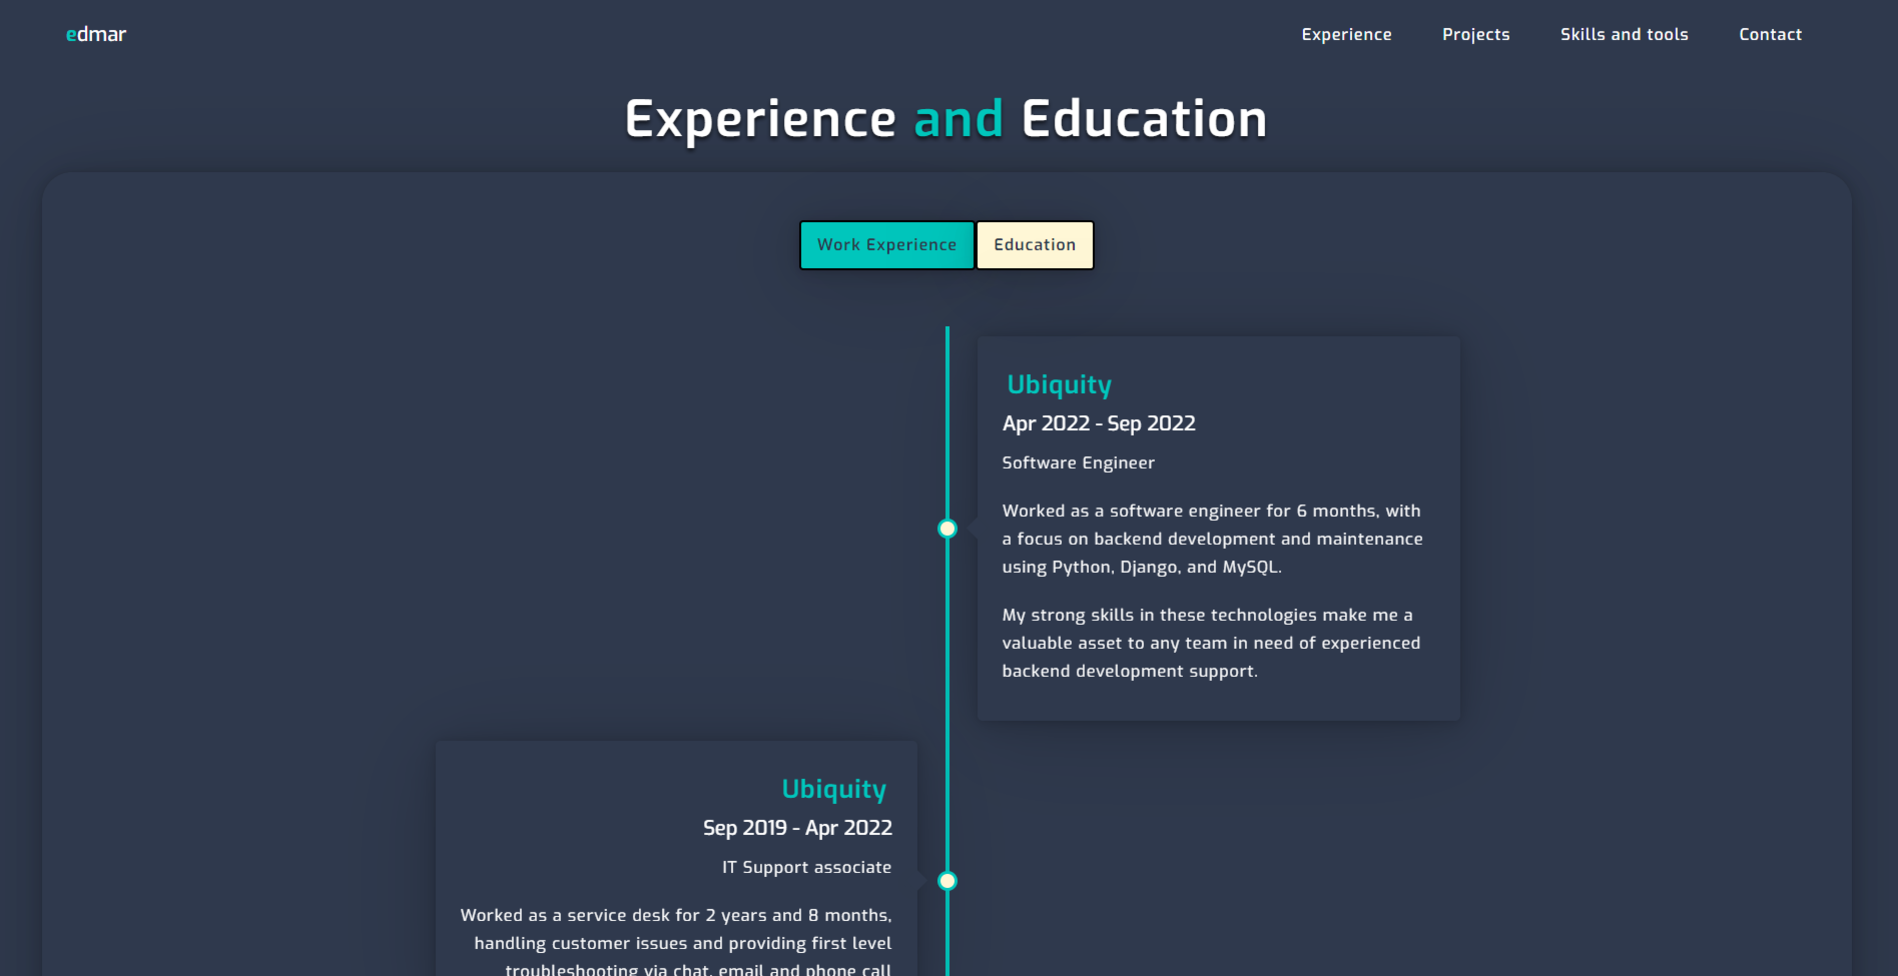 edmar
Experience Projects Skills and tools Contact
Experience and Education
Work Experience Education
Ubiquity
Apr 2022 - Sep 2022
Software Engineer
Worked as a software engineer for 6 months, with
a focus on backend development and maintenance
using Python, Django, and MySQL.
My strong skills in these technologies make me a
valuable asset to any team in need of experienced
backend development support.
Ubiquity
Sep 2019 - Apr 2022
IT Support associate
Worked as a service desk for 2 years and 8 months,
handling customer issues and providing first level
troubleshooting via chat, email and phone call